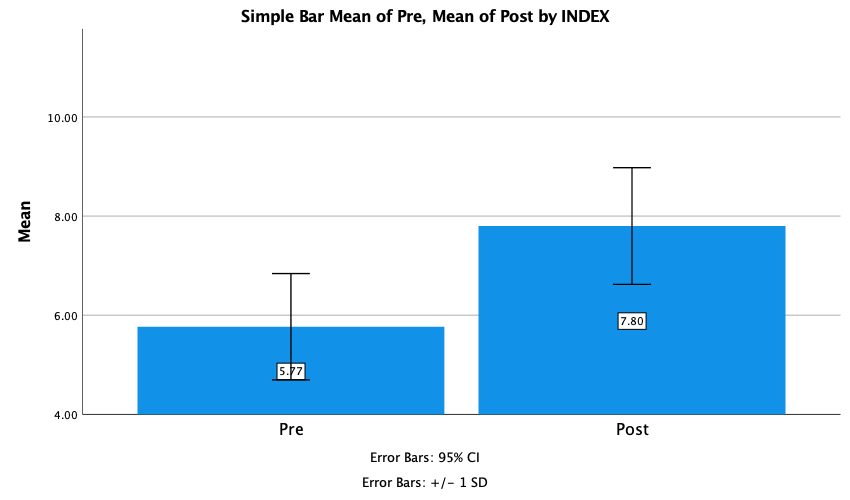 Simple Bar Mean of Pre, Mean of Post by INDEX
Mean
10.00
8.00
6.00
4.00
5.77
7.80
Pre
Post
Error Bars: 95% CI
Error Bars: +/- 1 SD